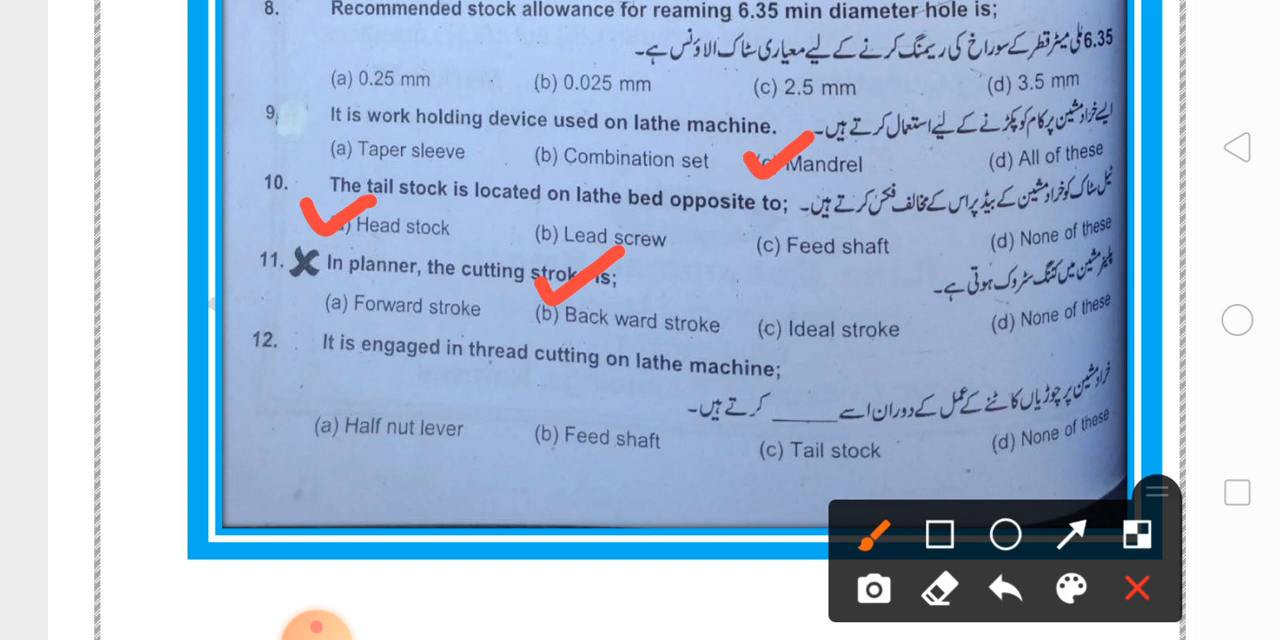 8. Recommended stock allowance for reaming 6.35 min diameter hole is;
6.35 ملی میٹر قطر کے سوراخ کی ریمنگ کرنے کے لیے معیاری سٹاک الاؤنس ہے۔
(a) 0.25 mm (b) 0.025 mm (c) 2.5 mm (d) 3.5 mm
9. It is work holding device used on lathe machine. ایسے خراد مشین پر کام کو پکڑنے کے لیے استعمال کرتے ہیں۔
(a) Taper sleeve (b) Combination set (c) Mandrel (d) All of these
10. The tail stock is located on lathe bed opposite to; ٹیل سٹاک کو خراد مشین کے بیڈ پر اس کے مخالف فکس کرتے ہیں۔
) Head stock (b) Lead screw (c) Feed shaft (d) None of these
11. In planner, the cutting strok is; پلینر مشین میں کٹنگ سٹروک ہوتی ہے۔
(a) Forward stroke (b) Back ward stroke (c) Ideal stroke (d) None of these
12. It is engaged in thread cutting on lathe machine;
خراد مشین پر چوڑیاں کاٹنے کے عمل کے دوران اسے ______ کرتے ہیں۔
(a) Half nut lever (b) Feed shaft (c) Tail stock (d) None of these